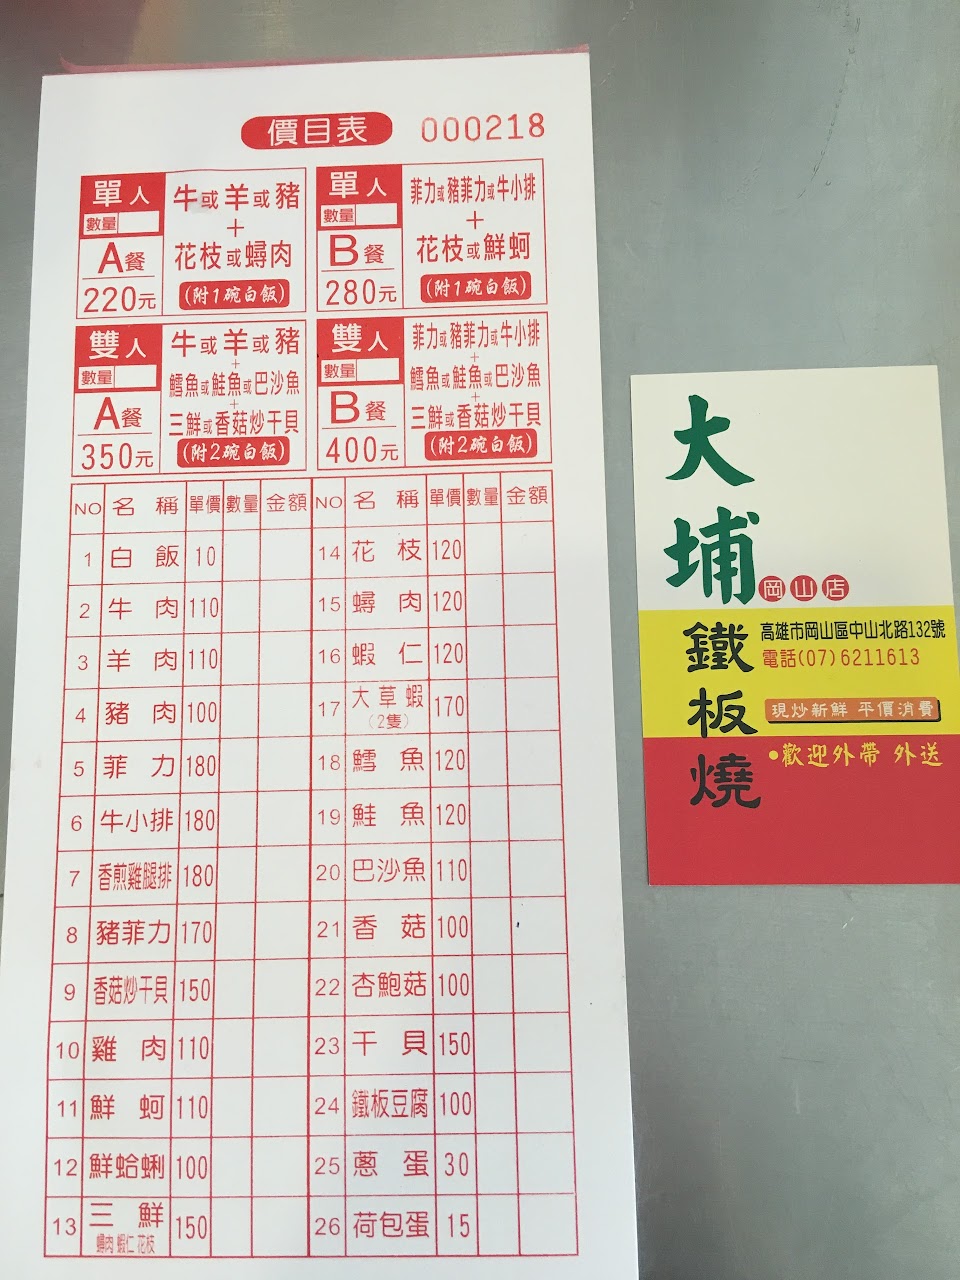 價目表 000218
單人
數量
A餐
220元
牛或羊或豬
+
花枝或蟳肉
(附1碗白飯)
單人
數量
B餐
280元
菲力或豬菲力或牛小排
+
花枝或鮮蚵
(附1碗白飯)
雙人
數量
A餐
350元
牛或羊或豬
+
鱈魚或鮭魚或巴沙魚
+
三鮮或香菇炒干貝
(附2碗白飯)
雙人
數量
B餐
400元
菲力或豬菲力或牛小排
+
鱈魚或鮭魚或巴沙魚
+
三鮮或香菇炒干貝
(附2碗白飯)
NO 名稱 單價 數量 金額
1 白飯 10
2 牛肉 110
3 羊肉 110
4 豬肉 100
5 菲力 180
6 牛小排 180
7 香煎雞腿排 180
8 豬菲力 170
9 香菇炒干貝 150
10 雞肉 110
11 鮮蚵 110
12 鮮蛤蜊 100
13 三鮮 150
蟳肉 蝦仁 花枝
NO 名稱 單價 數量 金額
14 花枝 120
15 蟳肉 120
16 蝦仁 120
17 大草蝦 170
(2隻)
18 鱈魚 120
19 鮭魚 120
20 巴沙魚 110
21 香菇 100
22 杏鮑菇 100
23 干貝 150
24 鐵板豆腐 100
25 蔥蛋 30
26 荷包蛋 15
大埔鐵板燒
岡山店
高雄市岡山區中山北路132號
電話(07)6211613
現炒新鮮 平價消費
•歡迎外帶 外送